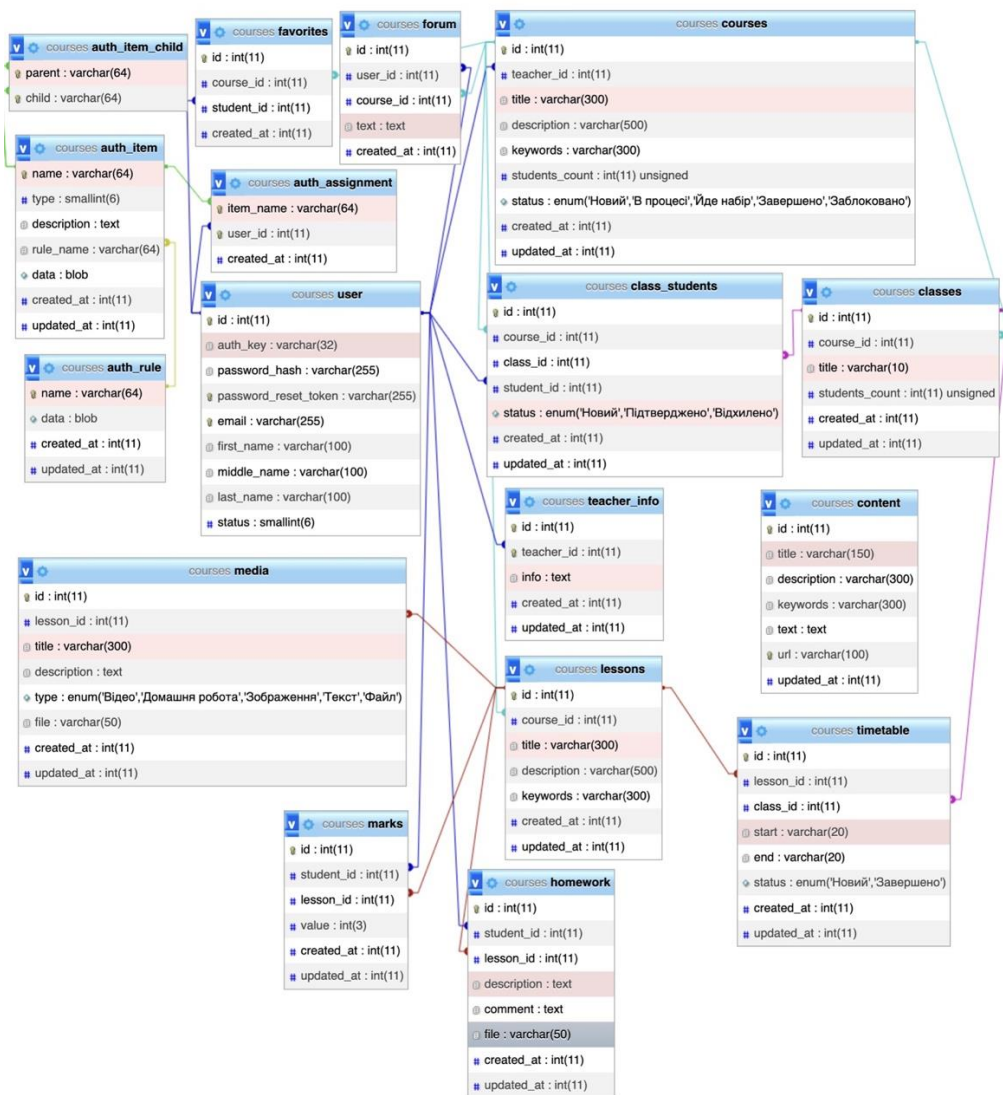 courses auth_item_child
parent : varchar(64)
child : varchar(64)
courses favorites
id : int(11)
course_id : int(11)
student_id : int(11)
created_at : int(11)
courses forum
id : int(11)
user_id : int(11)
course_id : int(11)
text : text
created_at : int(11)
courses courses
id : int(11)
teacher_id : int(11)
title : varchar(300)
description : varchar(500)
keywords : varchar(300)
students_count : int(11) unsigned
status : enum('Новий','В процесі','Йде набір','Завершено','Заблоковано')
created_at : int(11)
updated_at : int(11)
courses auth_item
name : varchar(64)
type : smallint(6)
description : text
rule_name : varchar(64)
data : blob
created_at : int(11)
updated_at : int(11)
courses auth_assignment
item_name : varchar(64)
user_id : int(11)
created_at : int(11)
courses user
id : int(11)
auth_key : varchar(32)
password_hash : varchar(255)
password_reset_token : varchar(255)
email : varchar(255)
first_name : varchar(100)
middle_name : varchar(100)
last_name : varchar(100)
status : smallint(6)
courses class_students
id : int(11)
course_id : int(11)
class_id : int(11)
student_id : int(11)
status : enum('Новий','Підтверджено','Відхилено')
created_at : int(11)
updated_at : int(11)
courses classes
id : int(11)
course_id : int(11)
title : varchar(10)
students_count : int(11) unsigned
created_at : int(11)
updated_at : int(11)
courses auth_rule
name : varchar(64)
data : blob
created_at : int(11)
updated_at : int(11)
courses teacher_info
id : int(11)
teacher_id : int(11)
info : text
created_at : int(11)
updated_at : int(11)
courses content
id : int(11)
title : varchar(150)
description : varchar(300)
keywords : varchar(300)
text : text
url : varchar(100)
updated_at : int(11)
courses media
id : int(11)
lesson_id : int(11)
title : varchar(300)
description : text
type : enum('Відео','Домашня робота','Зображення','Текст','Файл')
file : varchar(50)
created_at : int(11)
updated_at : int(11)
courses lessons
id : int(11)
course_id : int(11)
title : varchar(300)
description : varchar(500)
keywords : varchar(300)
created_at : int(11)
updated_at : int(11)
courses timetable
id : int(11)
lesson_id : int(11)
class_id : int(11)
start : varchar(20)
end : varchar(20)
status : enum('Новий','Завершено')
created_at : int(11)
updated_at : int(11)
courses marks
id : int(11)
student_id : int(11)
lesson_id : int(11)
value : int(3)
created_at : int(11)
updated_at : int(11)
courses homework
id : int(11)
student_id : int(11)
lesson_id : int(11)
description : text
comment : text
file : varchar(50)
created_at : int(11)
updated_at : int(11)